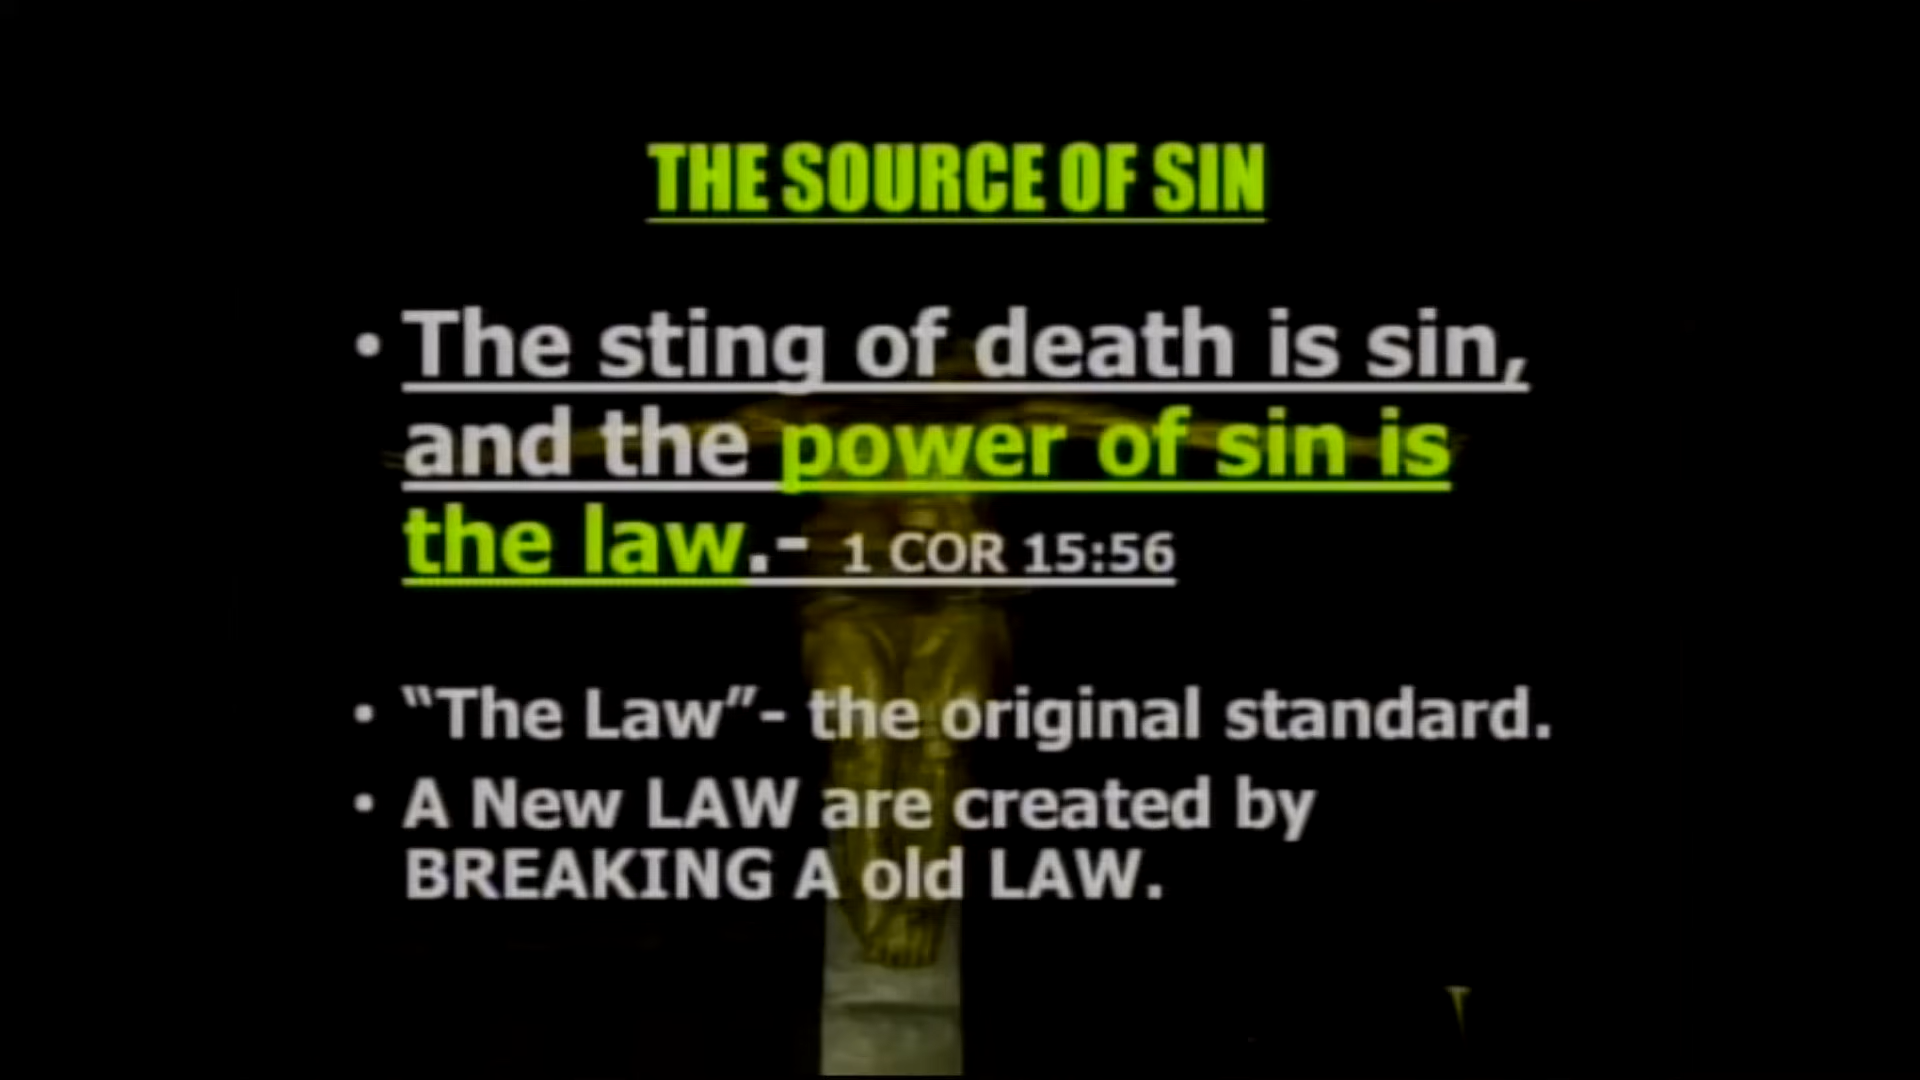 THE SOURCE OF SIN
• The sting of death is sin,
and the power of sin is
the law.- 1 COR 15:56
• “The Law”- the original standard.
• A New LAW are created by
BREAKING A old LAW.